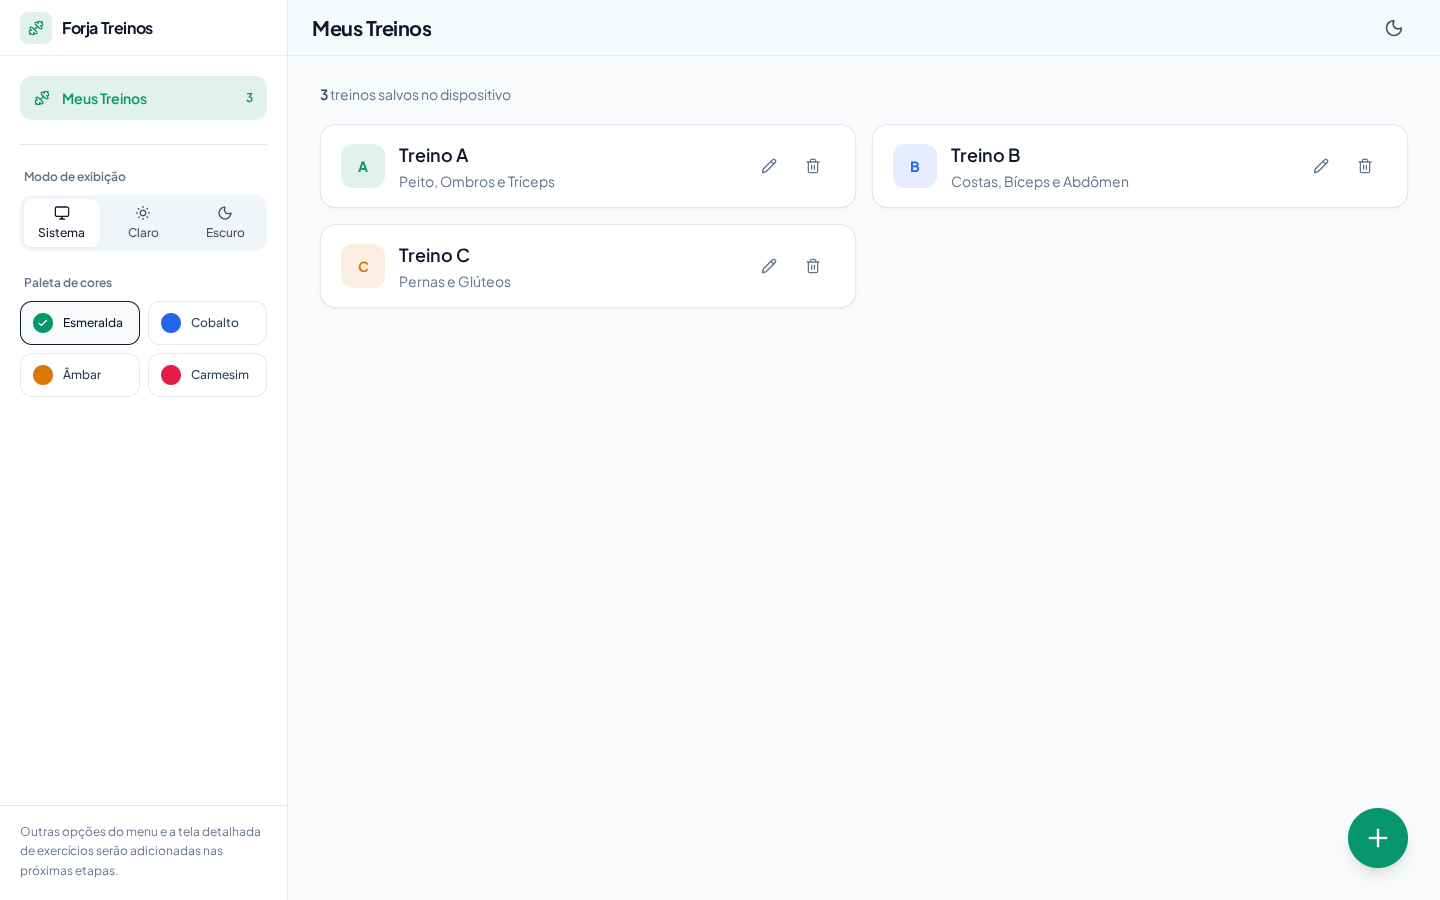 Forja Treinos
Meus Treinos
3
Modo de exibição
Sistema
Claro
Escuro
Paleta de cores
Esmeralda
Cobalto
Âmbar
Carmesim
Outras opções do menu e a tela detalhada
de exercícios serão adicionadas nas
próximas etapas.
Meus Treinos
3 treinos salvos no dispositivo
A
Treino A
Peito, Ombros e Tríceps
B
Treino B
Costas, Bíceps e Abdômen
C
Treino C
Pernas e Glúteos